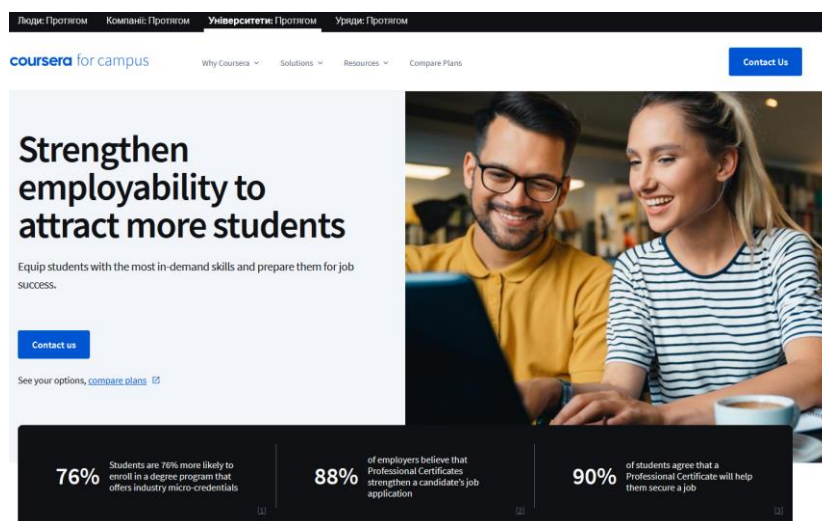 Люди: Протягом Компанії: Протягом Університети: Протягом Уряди: Протягом
coursera for campus Why Coursera Solutions Resources Compare Plans Contact Us
Strengthen
employability to
attract more students
Equip students with the most in-demand skills and prepare them for job
success.
Contact us
See your options, compare plans
76% Students are 76% more likely to
enroll in a degree program that
offers industry micro-credentials
[1]
88% of employers believe that
Professional Certificates
strengthen a candidate's job
application
[2]
90% of students agree that a
Professional Certificate will help
them secure a job
[3]